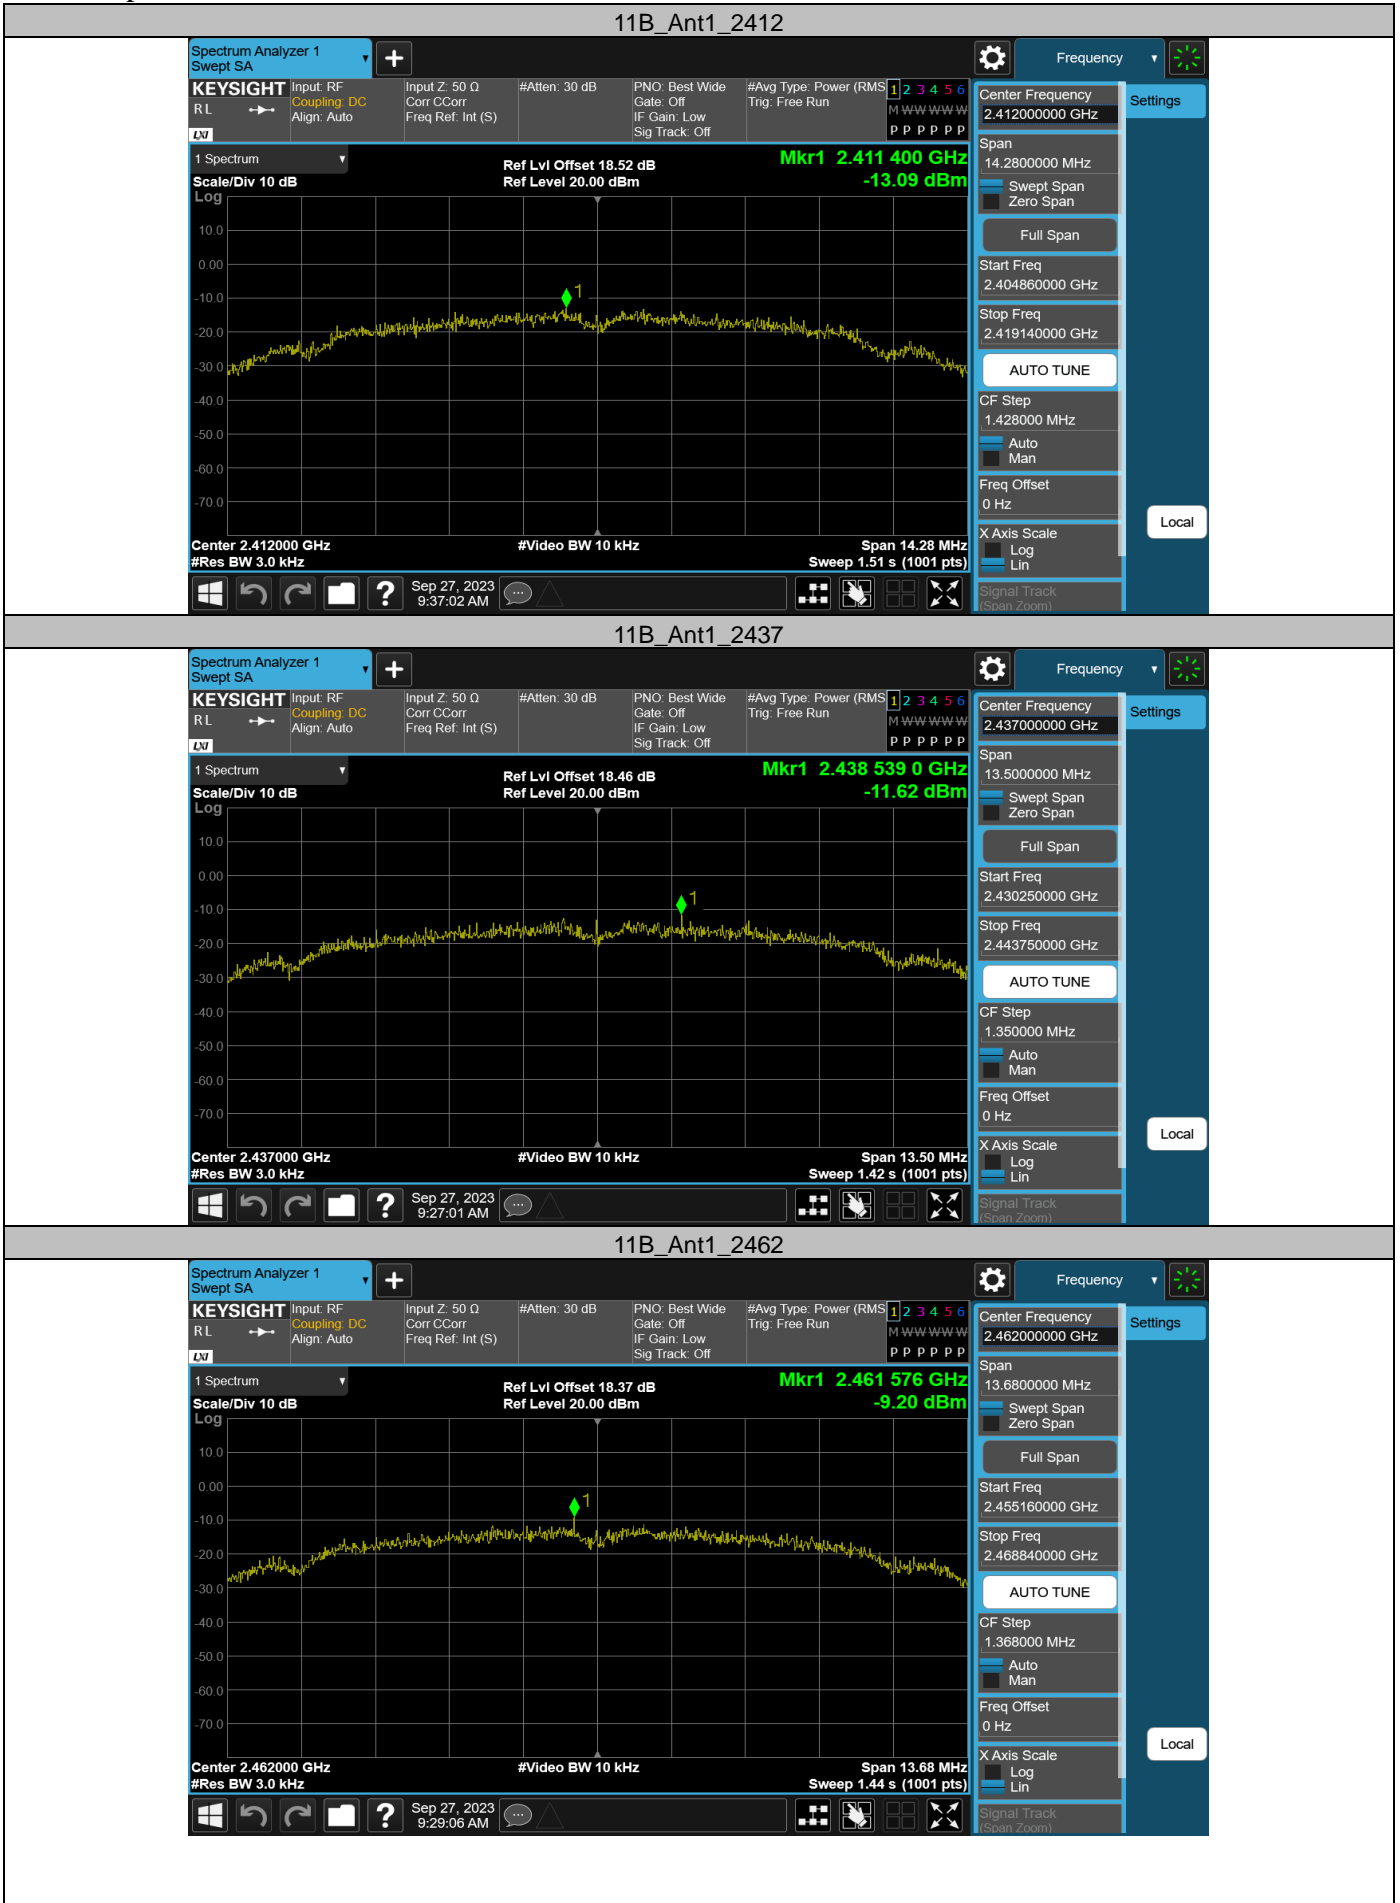 11B_Ant1_2412
Spectrum Analyzer 1
Swept SA
Frequency
KEYSIGHT
R L
LXI
Input: RF
Coupling: DC
Align: Auto
Input Z: 50 Ω
Corr CCorr
Freq Ref: Int (S)
#Atten: 30 dB
PNO: Best Wide
Gate: Off
IF Gain: Low
Sig Track: Off
#Avg Type: Power (RMS
Trig: Free Run
1 2 3 4 5 6
M W W W W W
P P P P P P
1 Spectrum
Scale/Div 10 dB
Log
Ref Lvl Offset 18.52 dB
Ref Level 20.00 dBm
Mkr1 2.411 400 GHz
-13.09 dBm
10.0
0.00
-10.0
-20.0
-30.0
-40.0
-50.0
-60.0
-70.0
1
Center 2.412000 GHz
#Res BW 3.0 kHz
#Video BW 10 kHz
Span 14.28 MHz
Sweep 1.51 s (1001 pts)
Sep 27, 2023
9:37:02 AM
Center Frequency
2.412000000 GHz
Span
14.2800000 MHz
Swept Span
Zero Span
Full Span
Start Freq
2.404860000 GHz
Stop Freq
2.419140000 GHz
AUTO TUNE
CF Step
1.428000 MHz
Auto
Man
Freq Offset
0 Hz
X Axis Scale
Log
Lin
Signal Track
(Span Zoom)
Settings
Local
11B_Ant1_2437
Spectrum Analyzer 1
Swept SA
Frequency
KEYSIGHT
R L
LXI
Input: RF
Coupling: DC
Align: Auto
Input Z: 50 Ω
Corr CCorr
Freq Ref: Int (S)
#Atten: 30 dB
PNO: Best Wide
Gate: Off
IF Gain: Low
Sig Track: Off
#Avg Type: Power (RMS
Trig: Free Run
1 2 3 4 5 6
M W W W W W
P P P P P P
1 Spectrum
Scale/Div 10 dB
Log
Ref Lvl Offset 18.46 dB
Ref Level 20.00 dBm
Mkr1 2.438 539 0 GHz
-11.62 dBm
10.0
0.00
-10.0
-20.0
-30.0
-40.0
-50.0
-60.0
-70.0
1
Center 2.437000 GHz
#Res BW 3.0 kHz
#Video BW 10 kHz
Span 13.50 MHz
Sweep 1.42 s (1001 pts)
Sep 27, 2023
9:27:01 AM
Center Frequency
2.437000000 GHz
Span
13.5000000 MHz
Swept Span
Zero Span
Full Span
Start Freq
2.430250000 GHz
Stop Freq
2.443750000 GHz
AUTO TUNE
CF Step
1.350000 MHz
Auto
Man
Freq Offset
0 Hz
X Axis Scale
Log
Lin
Signal Track
(Span Zoom)
Settings
Local
11B_Ant1_2462
Spectrum Analyzer 1
Swept SA
Frequency
KEYSIGHT
R L
LXI
Input: RF
Coupling: DC
Align: Auto
Input Z: 50 Ω
Corr CCorr
Freq Ref: Int (S)
#Atten: 30 dB
PNO: Best Wide
Gate: Off
IF Gain: Low
Sig Track: Off
#Avg Type: Power (RMS
Trig: Free Run
1 2 3 4 5 6
M W W W W W
P P P P P P
1 Spectrum
Scale/Div 10 dB
Log
Ref Lvl Offset 18.37 dB
Ref Level 20.00 dBm
Mkr1 2.461 576 GHz
-9.20 dBm
10.0
0.00
-10.0
-20.0
-30.0
-40.0
-50.0
-60.0
-70.0
1
Center 2.462000 GHz
#Res BW 3.0 kHz
#Video BW 10 kHz
Span 13.68 MHz
Sweep 1.44 s (1001 pts)
Sep 27, 2023
9:29:06 AM
Center Frequency
2.462000000 GHz
Span
13.6800000 MHz
Swept Span
Zero Span
Full Span
Start Freq
2.455160000 GHz
Stop Freq
2.468840000 GHz
AUTO TUNE
CF Step
1.368000 MHz
Auto
Man
Freq Offset
0 Hz
X Axis Scale
Log
Lin
Signal Track
(Span Zoom)
Settings
Local